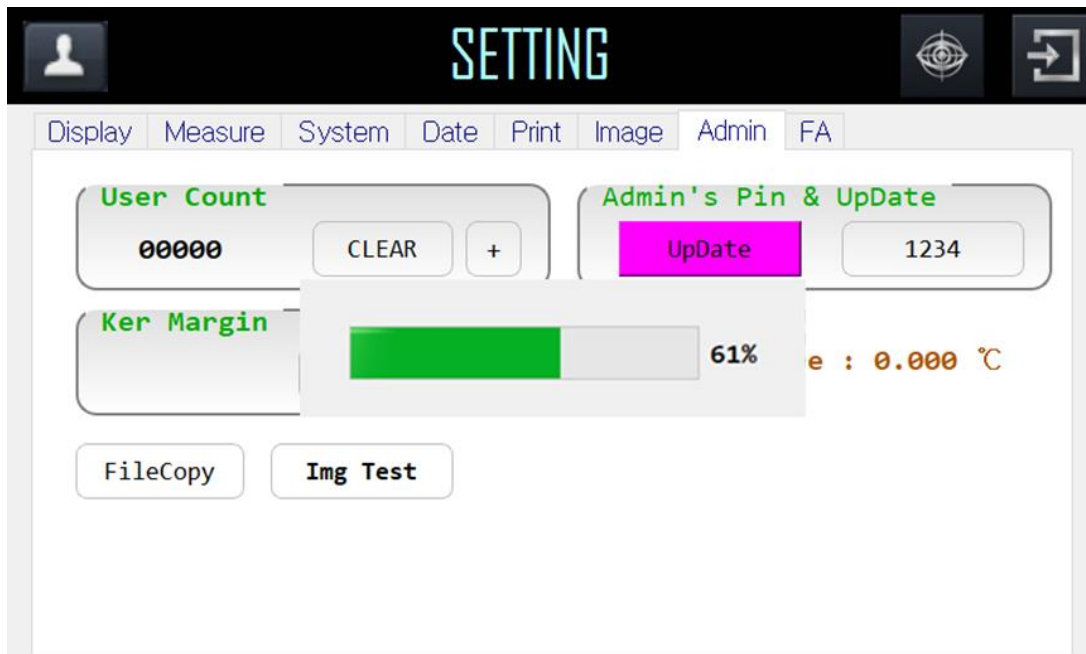 SETTING
Display Measure System Date Print Image Admin FA
User Count
00000 CLEAR +
Admin's Pin & UpDate
UpDate 1234
Ker Margin
61%
e : 0.000 ℃
FileCopy Img Test